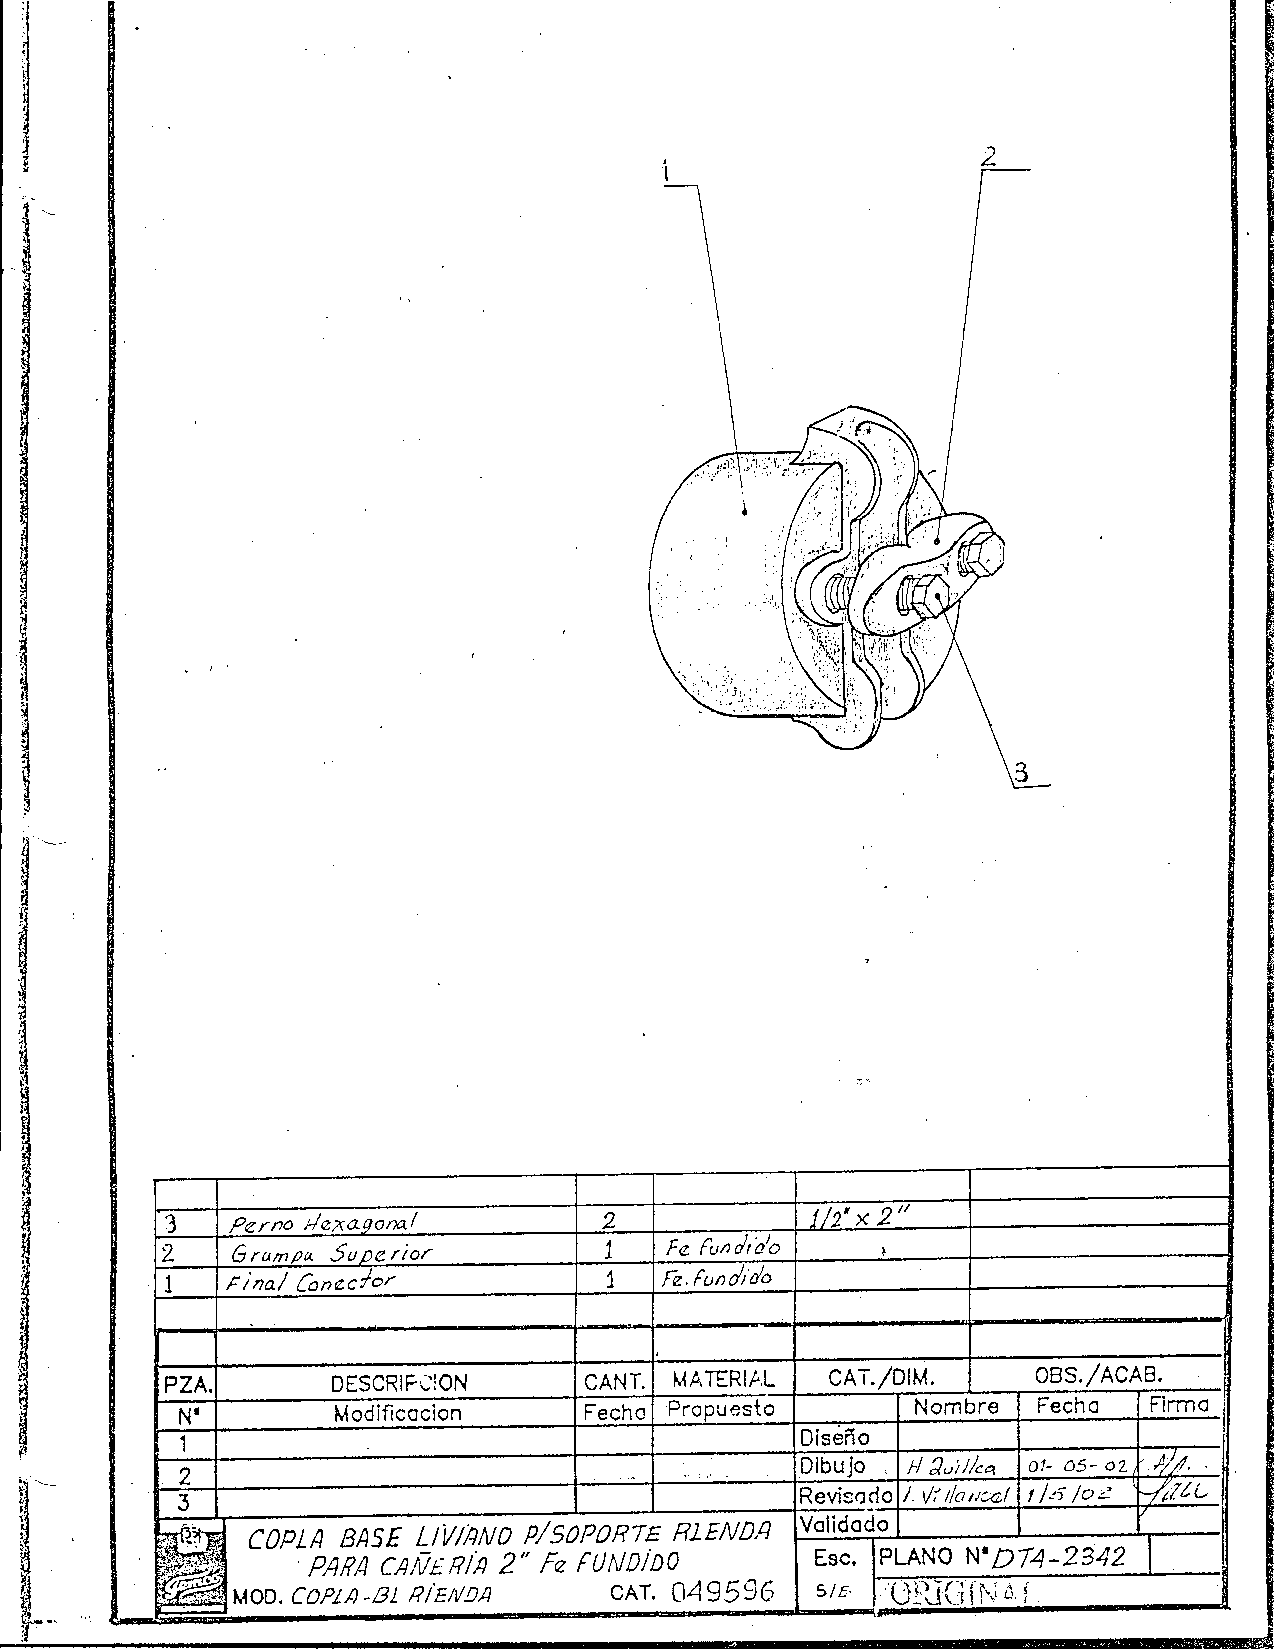 1
2
3
3 Perno Hexagonal 2 1/2" x 2"
2 Grampa Superior 1 Fe fundido
1 Final Conector 1 Fe. fundido
PZA. DESCRIPCION CANT. MATERIAL CAT./DIM. OBS./ACAB.
N° Modificacion Fecha Propuesto Nombre Fecha Firma
1 Diseño
2 Dibujo H Quillca 01-05-02
3 Revisado 1/5/02
Validado
COPLA BASE LIVIANO P/SOPORTE RIENDA
PARA CAÑERIA 2" Fe FUNDIDO
MOD. COPLA-BL RIENDA CAT. 049596
Esc. PLANO N° DT4-2342
S/E ORIGINAL